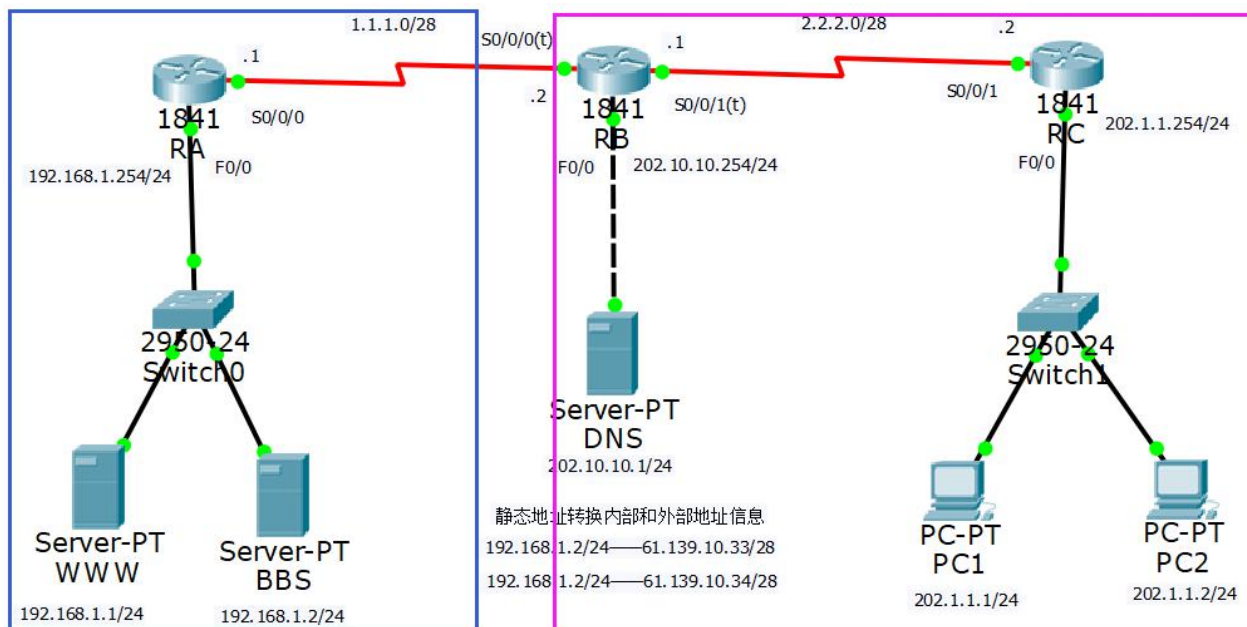 1.1.1.0/28
2.2.2.0/28
.1
S0/0/0(t)
.1
.2
S0/0/0
.2
S0/0/1(t)
S0/0/1
1841
RA
1841
RB
1841
RC
202.1.1.254/24
192.168.1.254/24
F0/0
F0/0
202.10.10.254/24
F0/0
2950-24
Switch0
2950-24
Switch1
Server-PT
DNS
202.10.10.1/24
静态地址转换内部和外部地址信息
192.168.1.2/24——61.139.10.33/28
192.168.1.2/24——61.139.10.34/28
Server-PT
WWW
192.168.1.1/24
Server-PT
BBS
192.168.1.2/24
PC-PT
PC1
202.1.1.1/24
PC-PT
PC2
202.1.1.2/24